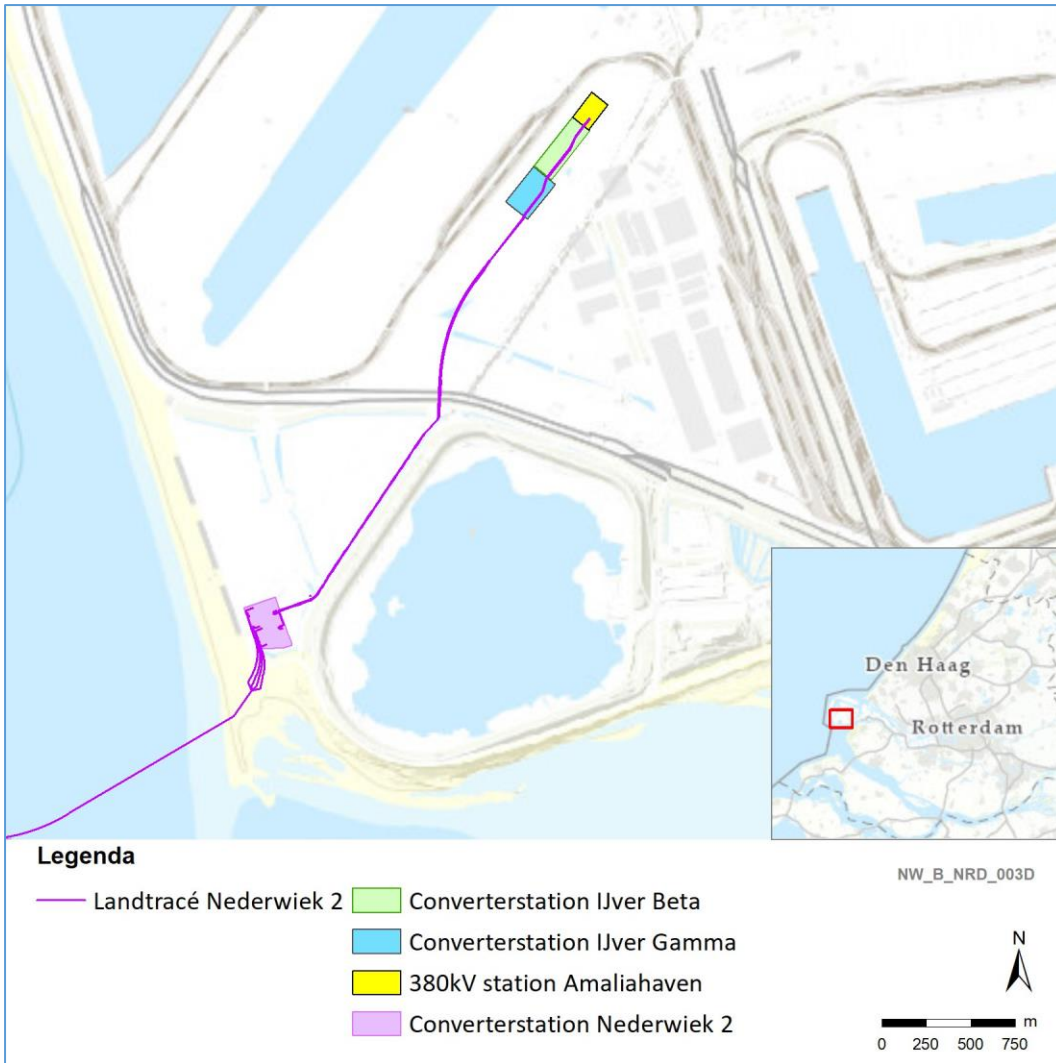 Den Haag
Rotterdam
Legenda
NW_B_NRD_003D
Landtracé Nederwiek 2
Converterstation IJver Beta
Converterstation IJver Gamma
380kV station Amaliahaven
Converterstation Nederwiek 2
N
m
0 250 500 750